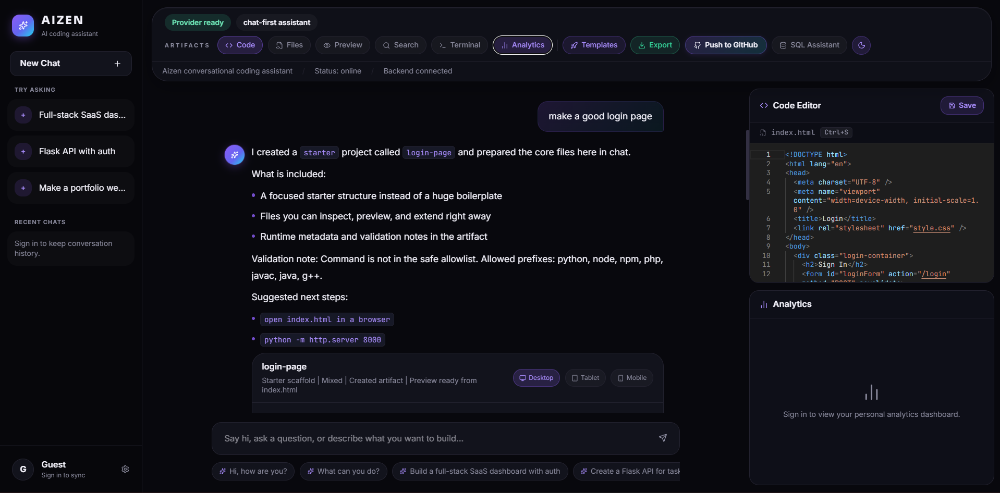 AIZEN
AI coding assistant
New Chat +
TRY ASKING
+ Full-stack SaaS das...
+ Flask API with auth
+ Make a portfolio we...
RECENT CHATS
Sign in to keep conversation
history.
G Guest
Sign in to sync
Provider ready chat-first assistant
ARTIFACTS Code Files Preview Search Terminal Analytics Templates Export Push to GitHub SQL Assistant
Aizen conversational coding assistant / Status: online / Backend connected
make a good login page
I created a starter project called login-page and prepared the core files here in chat.
What is included:
• A focused starter structure instead of a huge boilerplate
• Files you can inspect, preview, and extend right away
• Runtime metadata and validation notes in the artifact
Validation note: Command is not in the safe allowlist. Allowed prefixes: python, node, npm, php,
javac, java, g++.
Suggested next steps:
• open index.html in a browser
• python -m http.server 8000
login-page
Starter scaffold | Mixed | Created artifact | Preview ready from
index.html
Desktop Tablet Mobile
Say hi, ask a question, or describe what you want to build...
Hi, how are you? What can you do? Build a full-stack SaaS dashboard with auth Create a Flask API for task
Code Editor Save
index.html Ctrl+S
1 <!DOCTYPE html>
2 <html lang="en">
3 <head>
4 <meta charset="UTF-8" />
5 <meta name="viewport"
content="width=device-width, initial-scale=1.
0" />
6 <title>Login</title>
7 <link rel="stylesheet" href="style.css" />
8 </head>
9 <body>
10 <div class="login-container">
11 <h2>Sign In</h2>
12 <form id="loginForm" action="/login"
Analytics
Sign in to view your personal analytics dashboard.